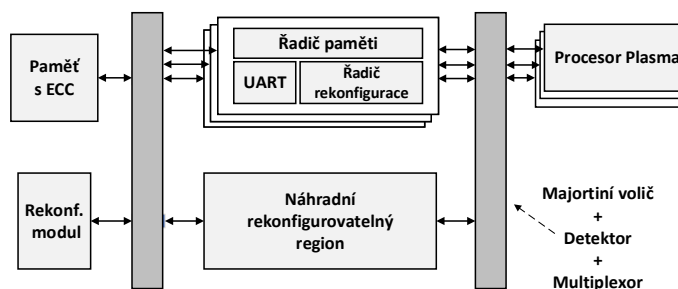 Řadič paměti
Paměť
s ECC
UART
Řadič
rekonfigurace
Procesor Plasma
Rekonf.
modul
Náhradní
rekonfigurovatelný
region
Majortiní volič
+
Detektor
+
Multiplexor